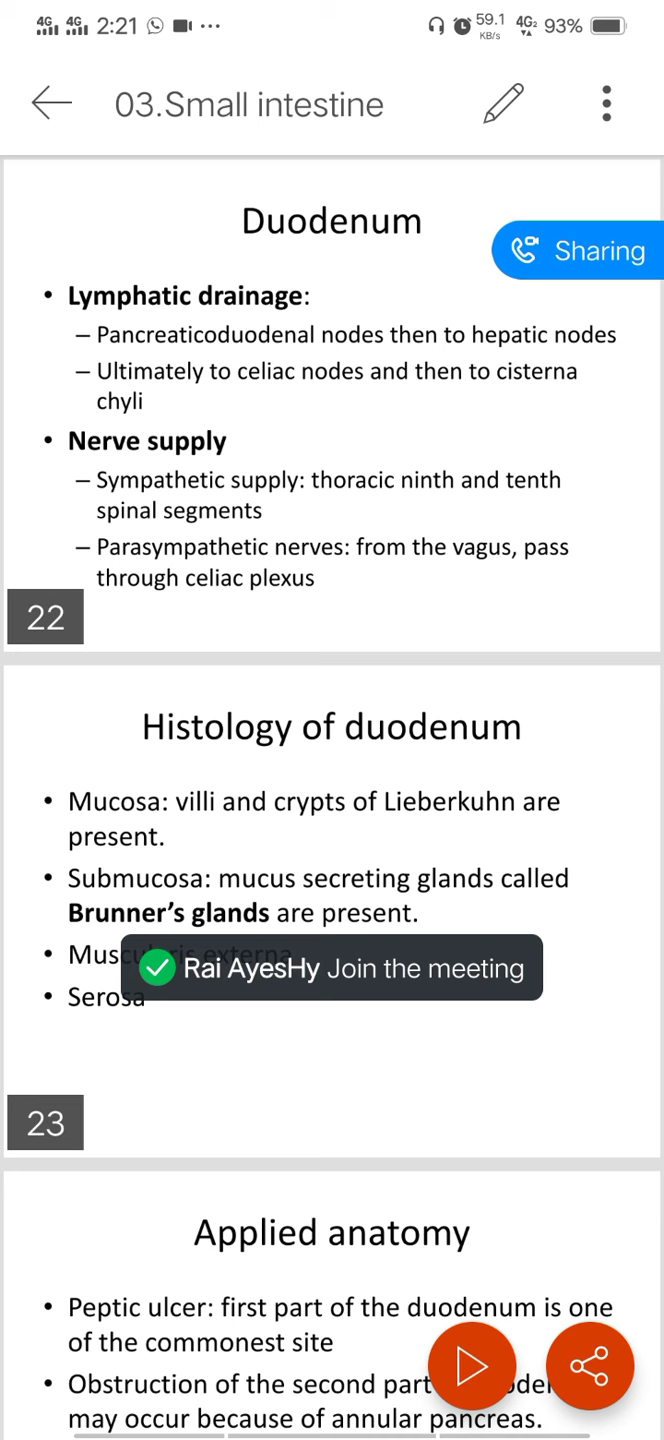 4G 4G 2:21 59.1 KB/s 4G2 93%
03.Small intestine
Duodenum
Sharing
• Lymphatic drainage:
– Pancreaticoduodenal nodes then to hepatic nodes
– Ultimately to celiac nodes and then to cisterna
chyli
• Nerve supply
– Sympathetic supply: thoracic ninth and tenth
spinal segments
– Parasympathetic nerves: from the vagus, pass
through celiac plexus
22
Histology of duodenum
• Mucosa: villi and crypts of Lieberkuhn are
present.
• Submucosa: mucus secreting glands called
Brunner’s glands are present.
• Muscularis externa
Rai AyesHy Join the meeting
• Serosa
23
Applied anatomy
• Peptic ulcer: first part of the duodenum is one
of the commonest site
• Obstruction of the second part
may occur because of annular pancreas.